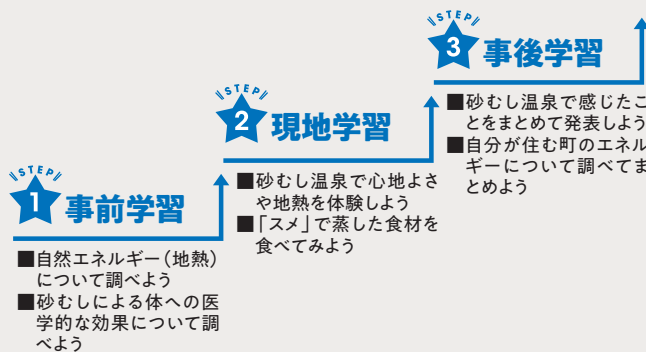 STEP
1 事前学習
■自然エネルギー(地熱)
について調べよう
■砂むしによる体への医
学的な効果について調
べよう
STEP
2 現地学習
■砂むし温泉で心地よさ
や地熱を体験しよう
■「スメ」で蒸した食材を
食べてみよう
STEP
3 事後学習
■砂むし温泉で感じたこ
とをまとめて発表しよう
■自分が住む町のエネル
ギーについて調べてま
とめよう